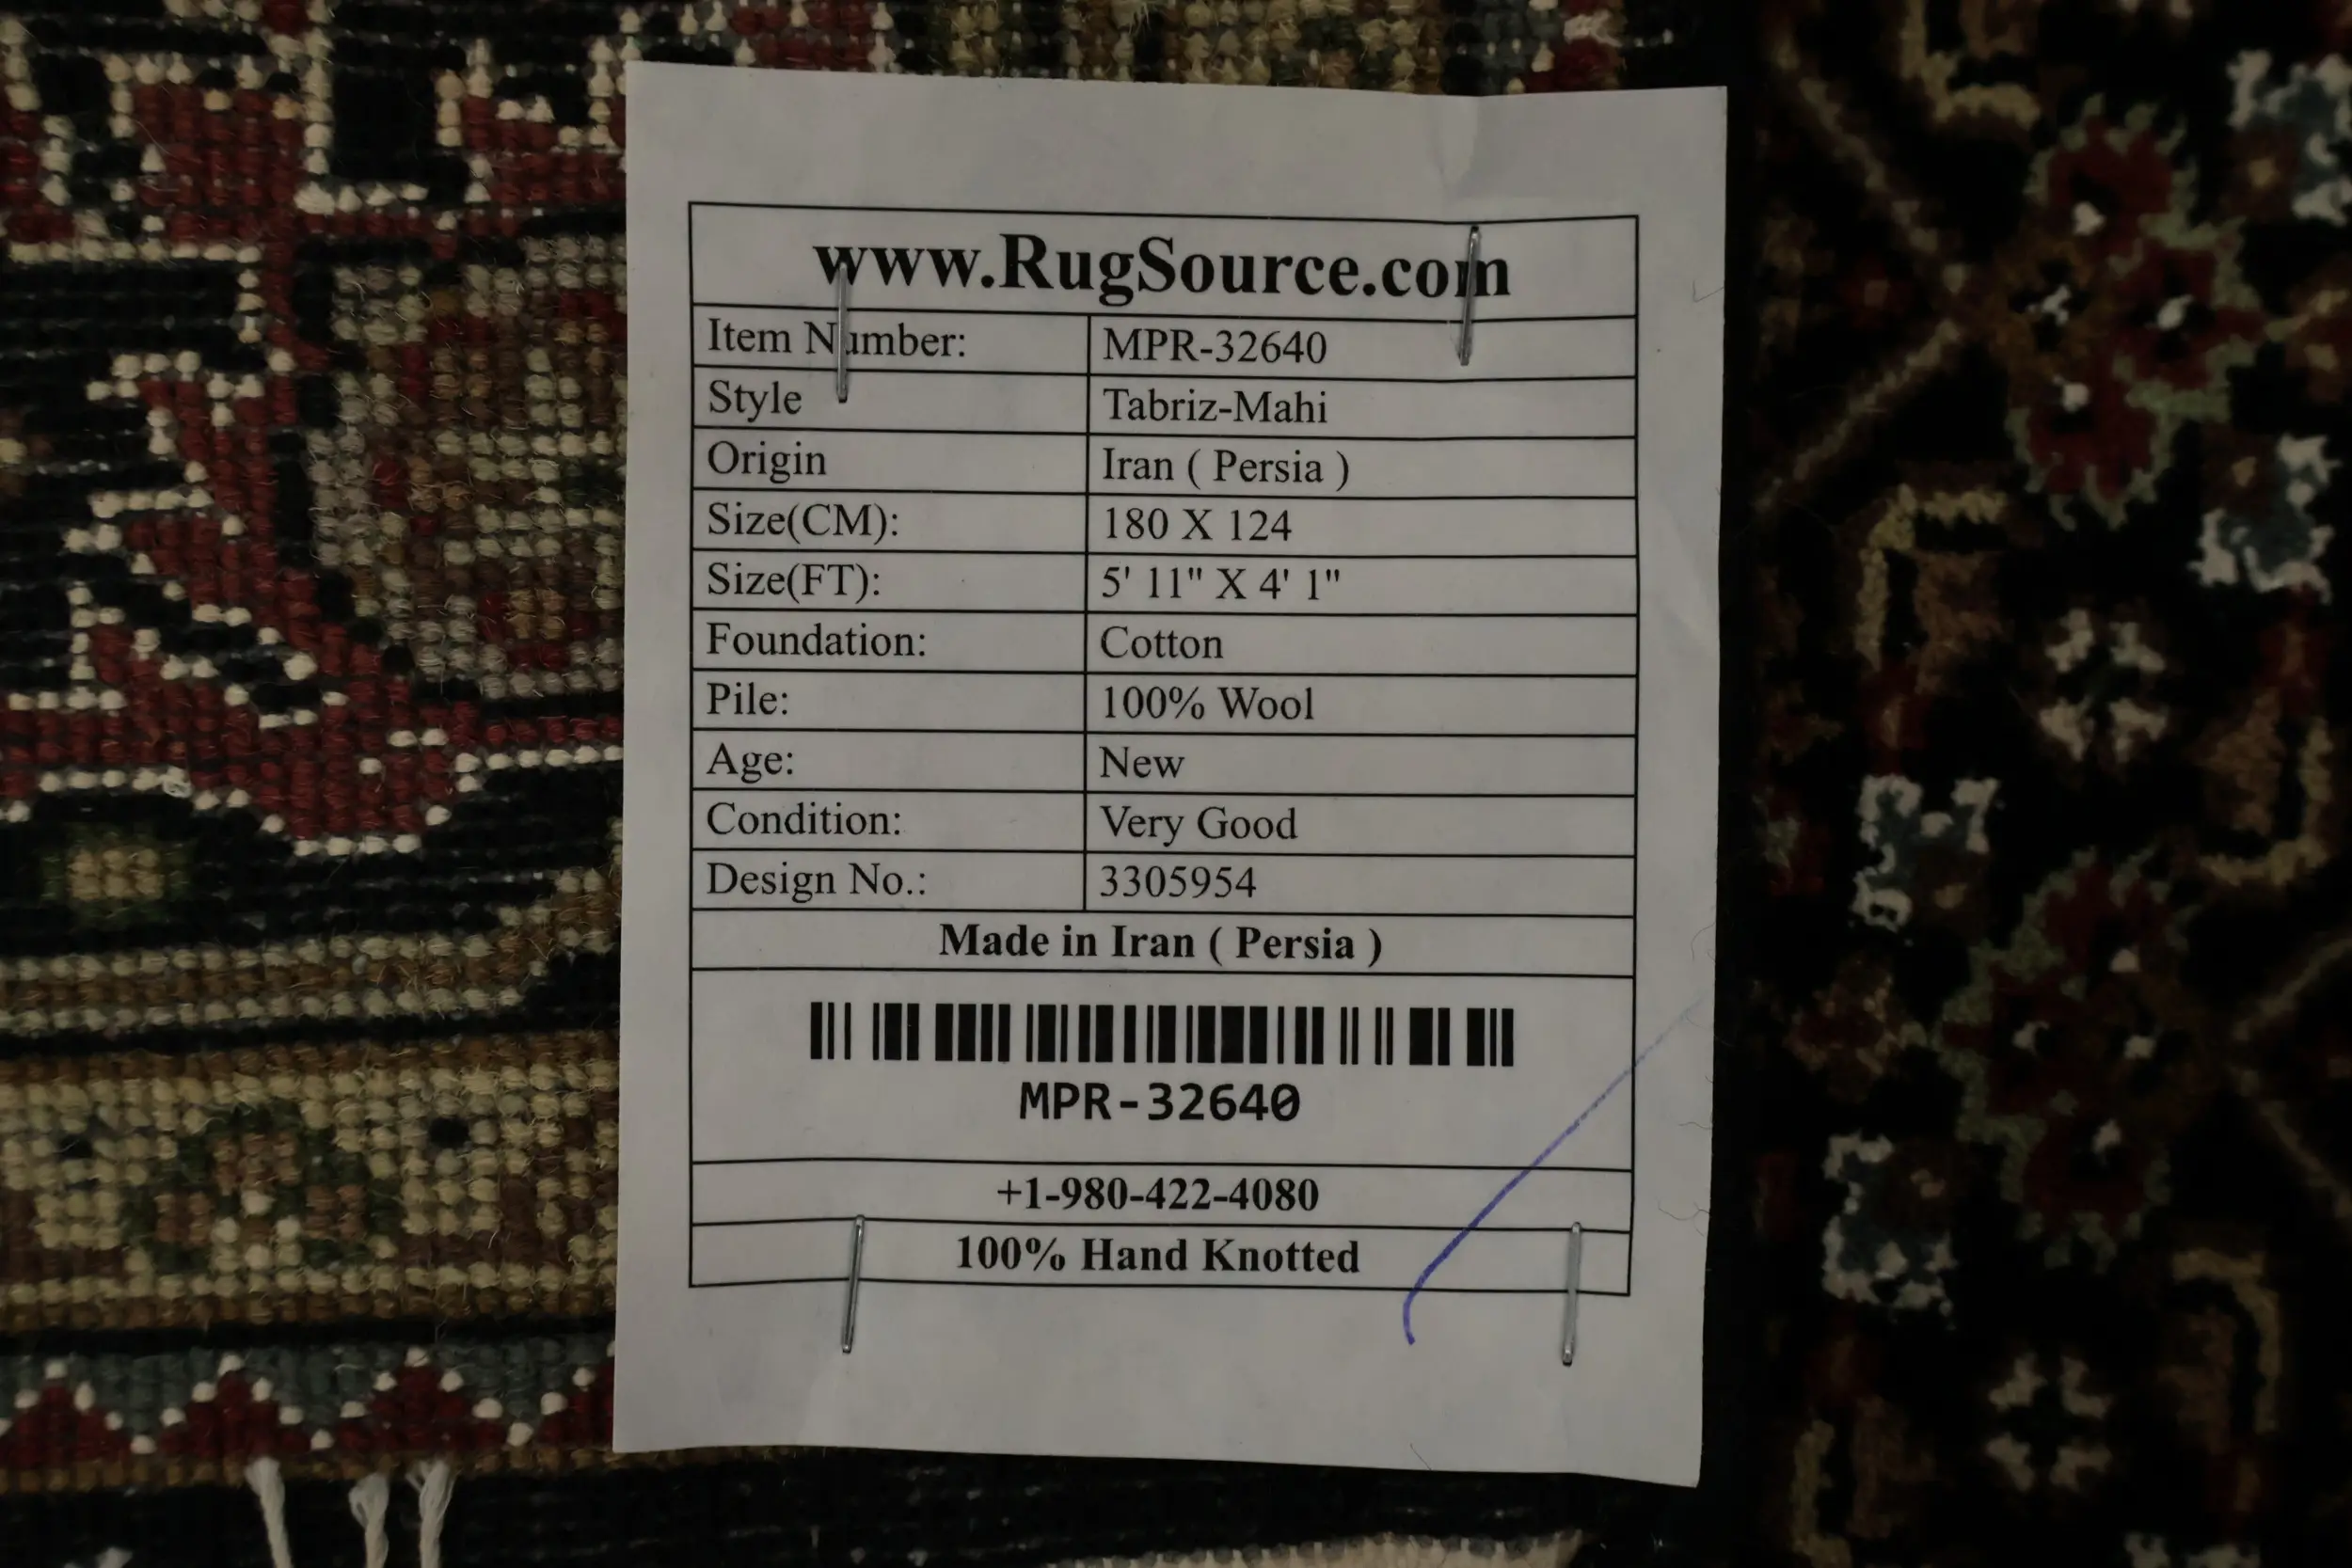 www.RugSource.com
Item Number: MPR-32640
Style Tabriz-Mahi
Origin Iran ( Persia )
Size(CM): 180 X 124
Size(FT): 5' 11" X 4' 1"
Foundation: Cotton
Pile: 100% Wool
Age: New
Condition: Very Good
Design No.: 3305954
Made in Iran ( Persia )
MPR-32640
+1-980-422-4080
100% Hand Knotted